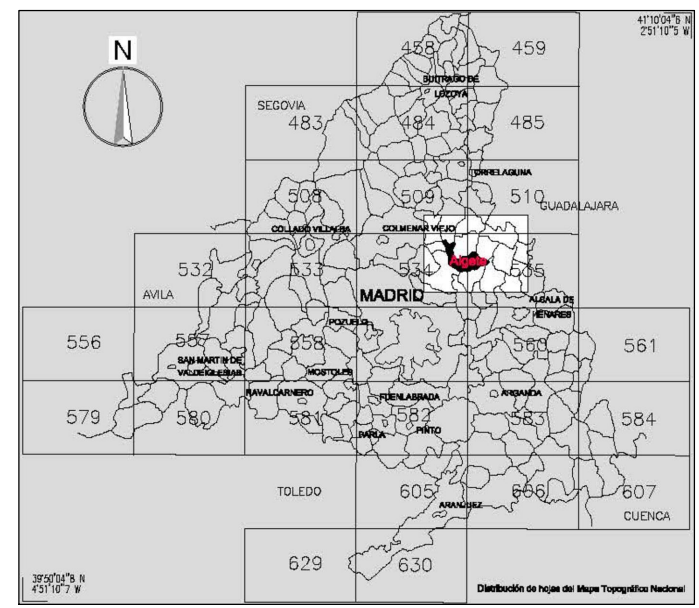 41°10'04"6 N
2°51'10"5 W
N
458 459
BUITRAGO DE
LOZOYA
SEGOVIA
483 484 485
TORRELAGUNA
508 509 510
GUADALAJARA
COLLADO VILLALBA COLMENAR VIEJO
532 533 534 535
Algete
AVILA
MADRID
ALCALA DE
HENARES
POZUELO
556 557 558 560 561
SAN MARTIN DE
VALDEIGLESIAS
MOSTOLES
NAVALCARNERO FUENLABRADA ARGANDA
579 580 581 582 583 584
PARLA PINTO
TOLEDO
605 606 607
ARANJUEZ
CUENCA
629 630
39°50'04"8 N
4°51'10"7 W
Distribución de hojas del Mapa Topográfico Nacional